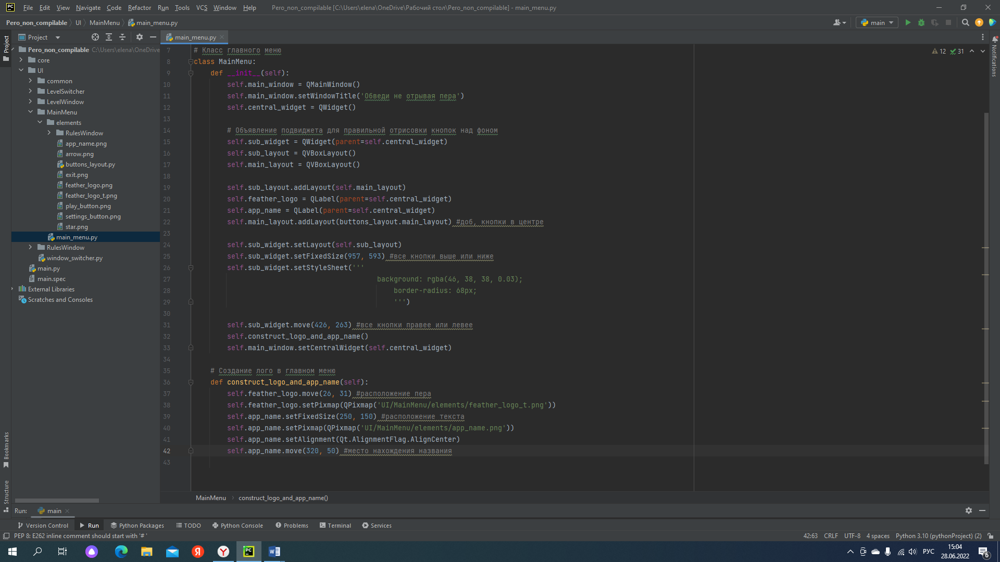 File Edit View Navigate Code Refactor Run Tools VCS Window Help Pero_non_compilable [C:\Users\elena\OneDrive\Рабочий стол\Pero_non_compilable] - main_menu.py
Pero_non_compilable UI MainMenu main_menu.py main
Project main_menu.py
Pero_non_compilable C:\Users\elena\OneDrive
core
UI
common
LevelSwitcher
LevelWindow
MainMenu
elements
RulesWindow
app_name.png
arrow.png
buttons_layout.py
exit.png
feather_logo.png
feather_logo_t.png
play_button.png
settings_button.png
star.png
main_menu.py
RulesWindow
window_switcher.py
main.py
main.spec
External Libraries
Scratches and Consoles
Project
Bookmarks
Structure
12 31
Notifications
7 # Класс главного меню
8 class MainMenu:
9 def __init__(self):
10 self.main_window = QMainWindow()
11 self.main_window.setWindowTitle('Обведи не отрывая пера')
12 self.central_widget = QWidget()
13
14 # Объявление подвиджета для правильной отрисовки кнопок над фоном
15 self.sub_widget = QWidget(parent=self.central_widget)
16 self.sub_layout = QVBoxLayout()
17 self.main_layout = QVBoxLayout()
18
19 self.sub_layout.addLayout(self.main_layout)
20 self.feather_logo = QLabel(parent=self.central_widget)
21 self.app_name = QLabel(parent=self.central_widget)
22 self.main_layout.addLayout(buttons_layout.main_layout) #доб, кнопки в центре
23
24 self.sub_widget.setLayout(self.sub_layout)
25 self.sub_widget.setFixedSize(957, 593) #все кнопки выше или ниже
26 self.sub_widget.setStyleSheet('''
27 background: rgba(46, 38, 38, 0.03);
28 border-radius: 68px;
29 ''')
30
31 self.sub_widget.move(426, 263) #все кнопки правее или левее
32 self.construct_logo_and_app_name()
33 self.main_window.setCentralWidget(self.central_widget)
34
35 # Создание лого в главном меню
36 def construct_logo_and_app_name(self):
37 self.feather_logo.move(26, 31) #расположение пера
38 self.feather_logo.setPixmap(QPixmap('UI/MainMenu/elements/feather_logo_t.png'))
39 self.app_name.setFixedSize(250, 150) #расположение текста
40 self.app_name.setPixmap(QPixmap('UI/MainMenu/elements/app_name.png'))
41 self.app_name.setAlignment(Qt.AlignmentFlag.AlignCenter)
42 self.app_name.move(320, 50) #место нахождения названия
43
MainMenu construct_logo_and_app_name()
Run: main
Version Control Run Python Packages TODO Python Console Problems Terminal Services
PEP 8: E262 inline comment should start with '# ' 42:63 CRLF UTF-8 4 spaces Python 3.10 (pythonProject) (2)
РУС 15:04
28.06.2022 6